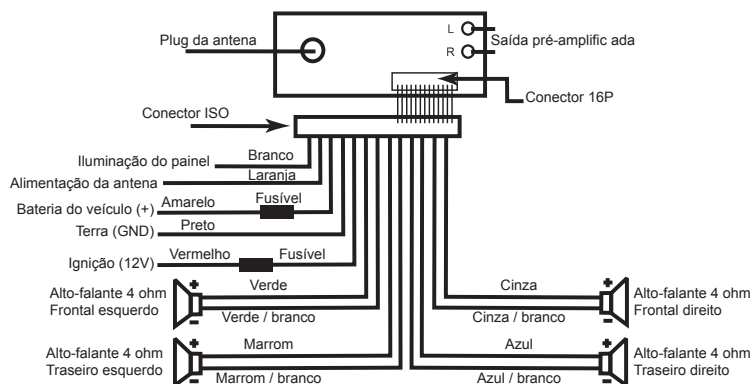 L
Plug da antena
Saída pré-amplific ada
R
Conector 16P
Conector ISO
Iluminação do painel
Branco
Alimentação da antena
Laranja
Bateria do veículo (+)
Amarelo
Fusível
Terra (GND)
Preto
Ignição (12V)
Vermelho
Fusível
+
Alto-falante 4 ohm
Frontal esquerdo
-
Verde
Verde / branco
Cinza
Cinza / branco
+
Alto-falante 4 ohm
Frontal direito
-
+
Alto-falante 4 ohm
Traseiro esquerdo
-
Marrom
Marrom / branco
Azul
Azul / branco
+
Alto-falante 4 ohm
Traseiro direito
-